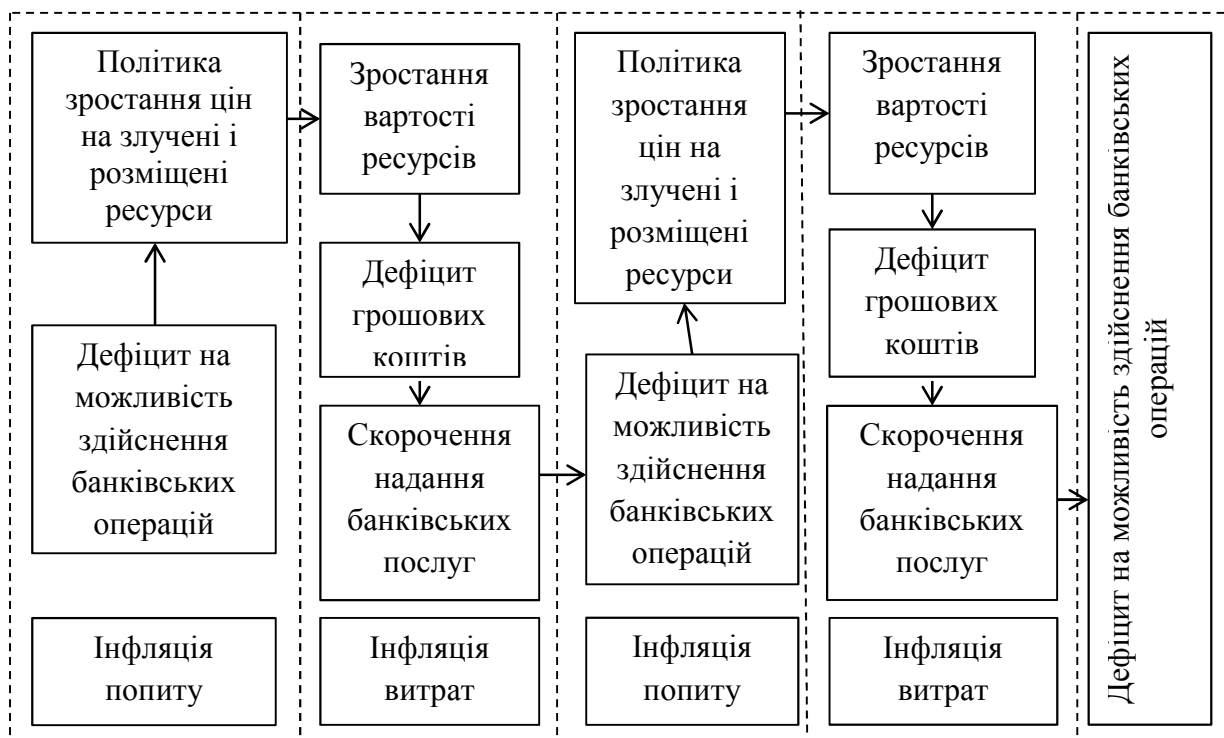 Політика
зростання цін
на злучені і
розміщені
ресурси
Дефіцит на
можливість
здійснення
банківських
операцій
Інфляція
попиту
Зростання
вартості
ресурсів
Дефіцит
грошових
коштів
Скорочення
надання
банківських
послуг
Інфляція
витрат
Політика
зростання
цін на
злучені і
розміщені
ресурси
Дефіцит на
можливість
здійснення
банківських
операцій
Інфляція
попиту
Зростання
вартості
ресурсів
Дефіцит
грошових
коштів
Скорочення
надання
банківських
послуг
Інфляція
витрат
Дефіцит на можливість здійснення банківських
операцій